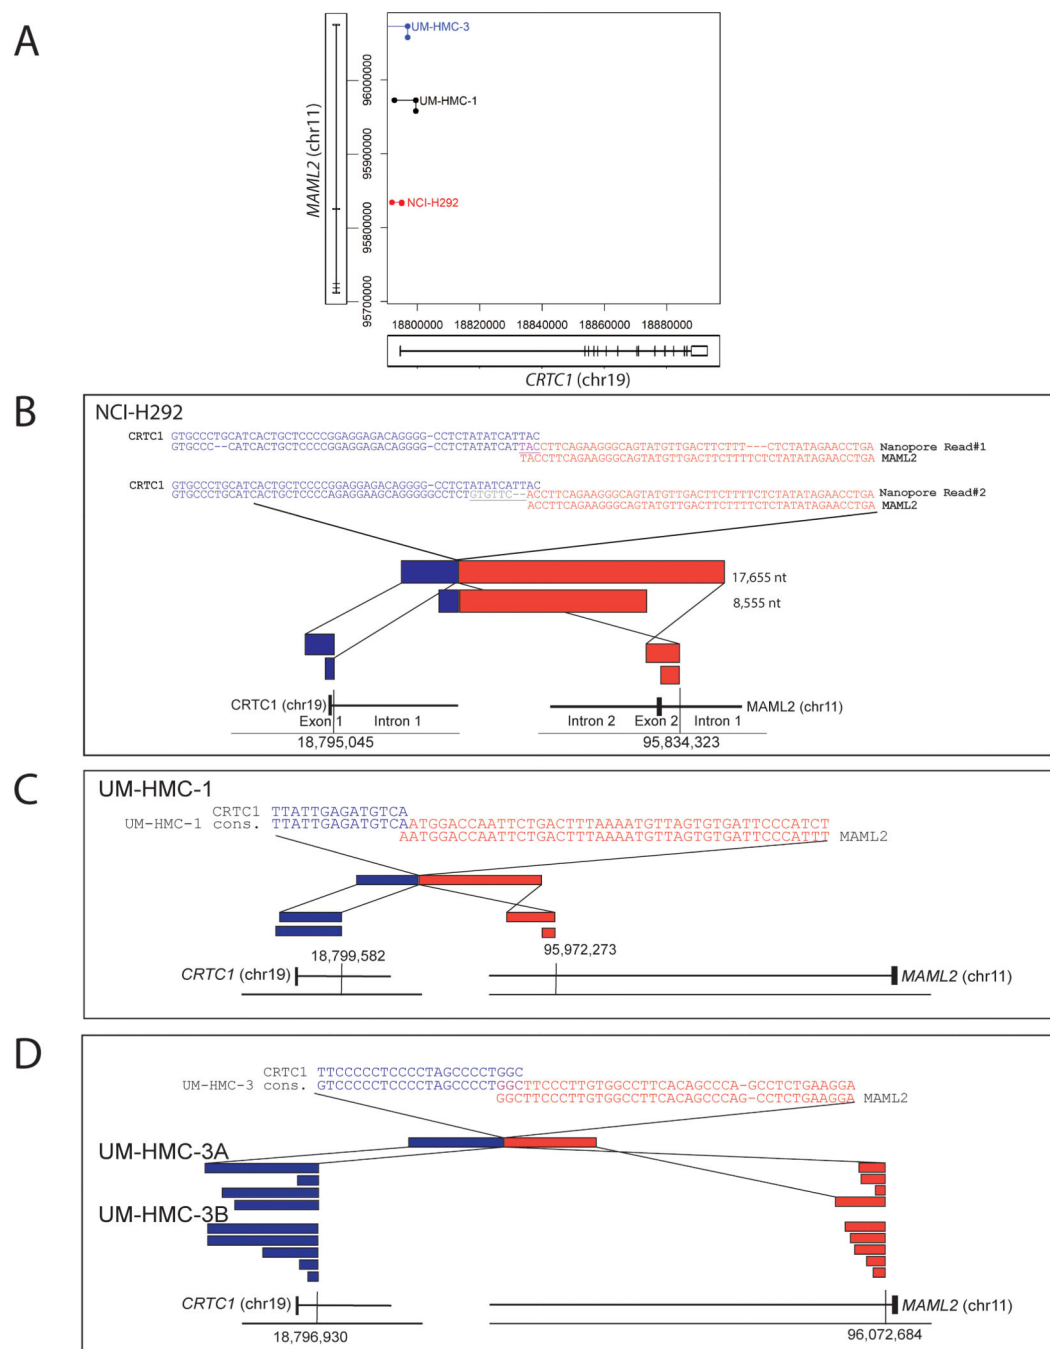 A
UM-HMC-3
UM-HMC-1
NCI-H292
MAML2 (chr11)
96000000
95900000
95800000
95700000
18800000 18820000 18840000 18860000 18880000
CRTC1 (chr19)
B
NCI-H292
CRTC1 GTGCCCTGCATCACTGCTCCCCGGAGGAGACAGGGG-CCTCTATATCATTAC
GTGCCC--CATCACTGCTCCCCGGAGGAGACAGGGG-CCTCTATATCATTACCTTCAGAAGGGCAGTATGTTGACTTCTTT---CTCTATAGAACCTGA Nanopore Read#1
TACCTTCAGAAGGGCAGTATGTTGACTTCTTTTCTCTATAGAACCTGA MAML2
CRTC1 GTGCCCTGCATCACTGCTCCCCGGAGGAGACAGGGG-CCTCTATATCATTAC
GTGCCCTGCATCACTGCTCCCCAGAGGAAGCAGGGGGCCTCTGTGTTC--ACCTTCAGAAGGGCAGTATGTTGACTTCTTTTCTCTATAGAACCTGA Nanopore Read#2
ACCTTCAGAAGGGCAGTATGTTGACTTCTTTTCTCTATAGAACCTGA MAML2
17,655 nt
8,555 nt
CRTC1 (chr19)
MAML2 (chr11)
Exon 1 Intron 1
Intron 2 Exon 2 Intron 1
18,795,045
95,834,323
C
UM-HMC-1
CRTC1 TTATTGAGATGTCA
UM-HMC-1 cons. TTATTGAGATGTCAATGGACCAATTCTGACTTTAAAATGTTAGTGTGATTCCCATCT
AATGGACCAATTCTGACTTTAAAATGTTAGTGTGATTCCCATTT MAML2
18,799,582
95,972,273
CRTC1 (chr19)
MAML2 (chr11)
D
CRTC1 TTCCCCCTCCCCTAGCCCCTGGC
UM-HMC-3 cons. GTCCCCCTCCCCTAGCCCCTGGCTTCCCTTGTGGCCTTCACAGCCCA-GCCTCTGAAGGA
GGCTTCCCTTGTGGCCTTCACAGCCCAG-CCTCTGAAGGA MAML2
UM-HMC-3A
UM-HMC-3B
CRTC1 (chr19)
MAML2 (chr11)
18,796,930
96,072,684